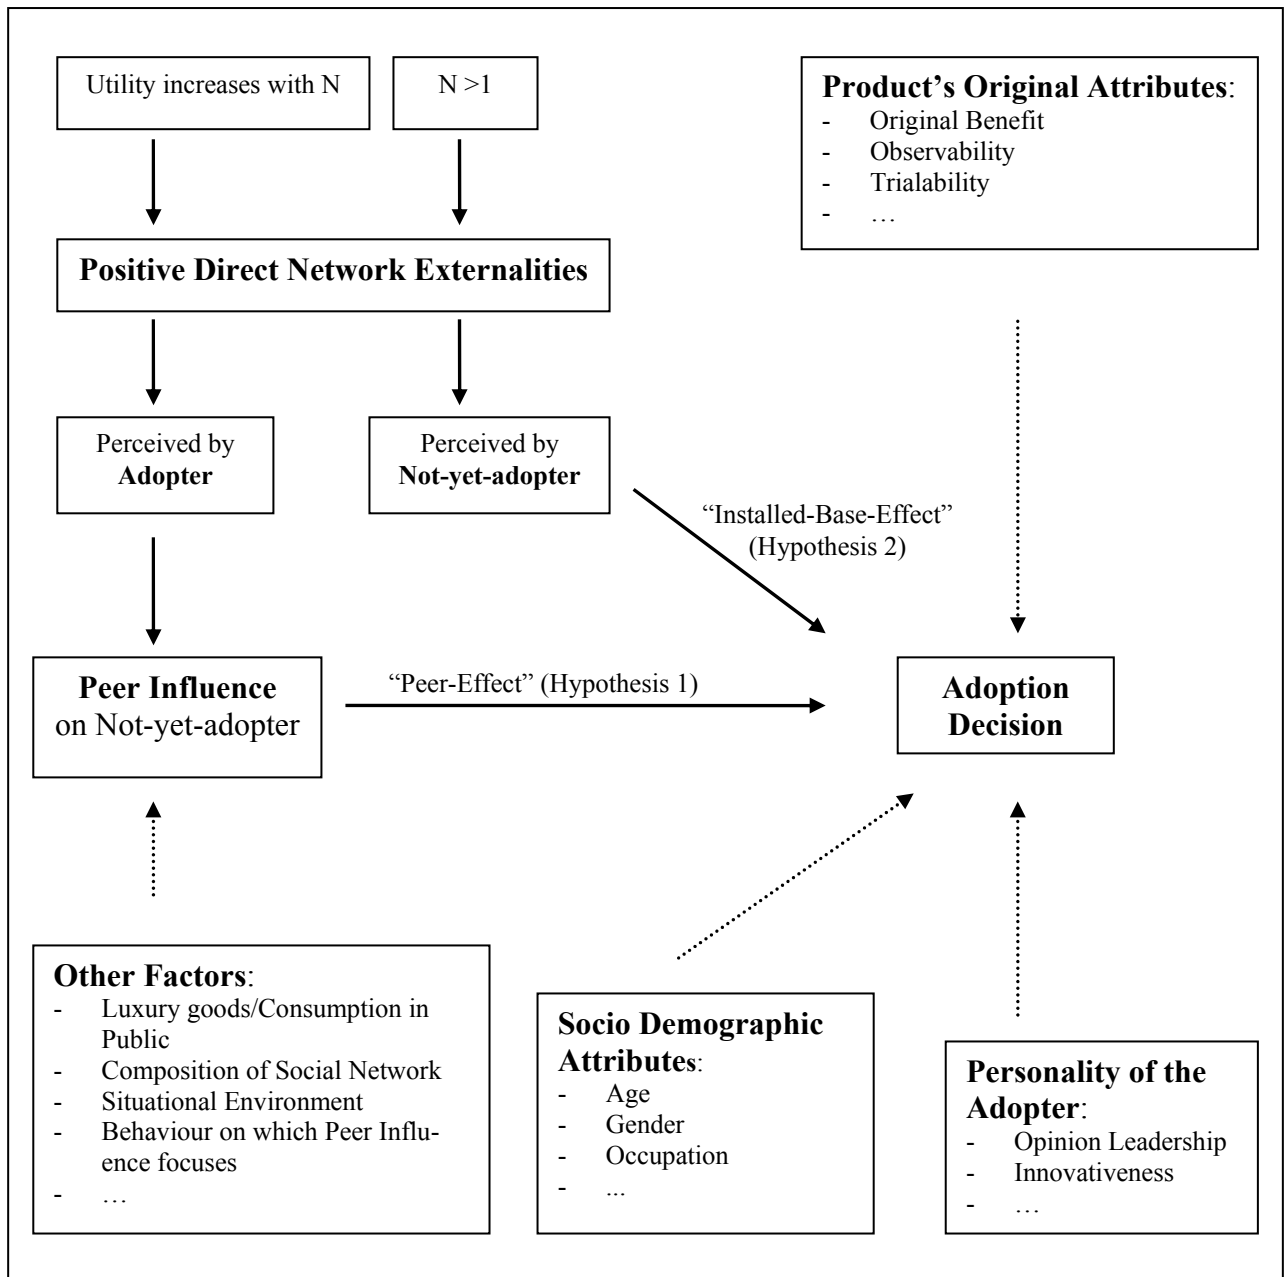 Utility increases with N
N >1
Product’s Original Attributes:
- Original Benefit
- Observability
- Trialability
- …
Positive Direct Network Externalities
Perceived by
Adopter
Perceived by
Not-yet-adopter
“Installed-Base-Effect”
(Hypothesis 2)
Peer Influence
on Not-yet-adopter
“Peer-Effect” (Hypothesis 1)
Adoption
Decision
Other Factors:
- Luxury goods/Consumption in
Public
- Composition of Social Network
- Situational Environment
- Behaviour on which Peer Influ-
ence focuses
- …
Socio Demographic
Attributes:
- Age
- Gender
- Occupation
- ...
Personality of the
Adopter:
- Opinion Leadership
- Innovativeness
- …